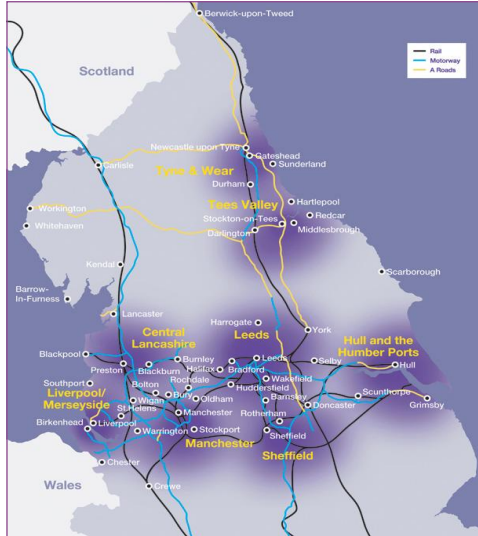 Berwick-upon-Tweed
Rail
Motorway
A Roads
Scotland
Newcastle upon Tyne
Gateshead
Carlisle
Sunderland
Tyne & Wear
Durham
Tees Valley
Hartlepool
Workington
Stockton-on-Tees
Redcar
Whitehaven
Darlington
Middlesbrough
Kendal
Scarborough
Barrow-
In-Furness
Lancaster
Harrogate
York
Central
Lancashire
Leeds
Hull and the
Humber Ports
Blackpool
Burnley
Leeds
Selby
Hull
Preston
Blackburn
Halifax
Bradford
Southport
Bolton
Rochdale
Wakefield
Huddersfield
Liverpool/
Merseyside
Wigan
Bury
Oldham
Barnsley
Scunthorpe
St.Helens
Manchester
Rotherham
Doncaster
Grimsby
Birkenhead
Liverpool
Warrington
Stockport
Sheffield
Manchester
Sheffield
Chester
Wales
Crewe